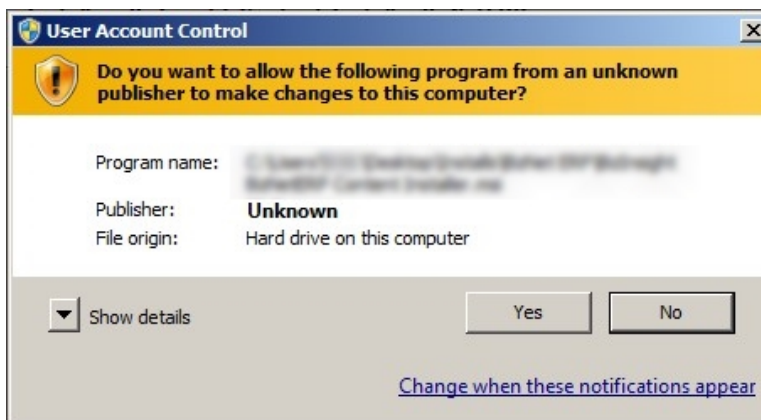 User Account Control
Do you want to allow the following program from an unknown
publisher to make changes to this computer?
Program name:
Publisher: Unknown
File origin: Hard drive on this computer
Show details
Yes No
Change when these notifications appear